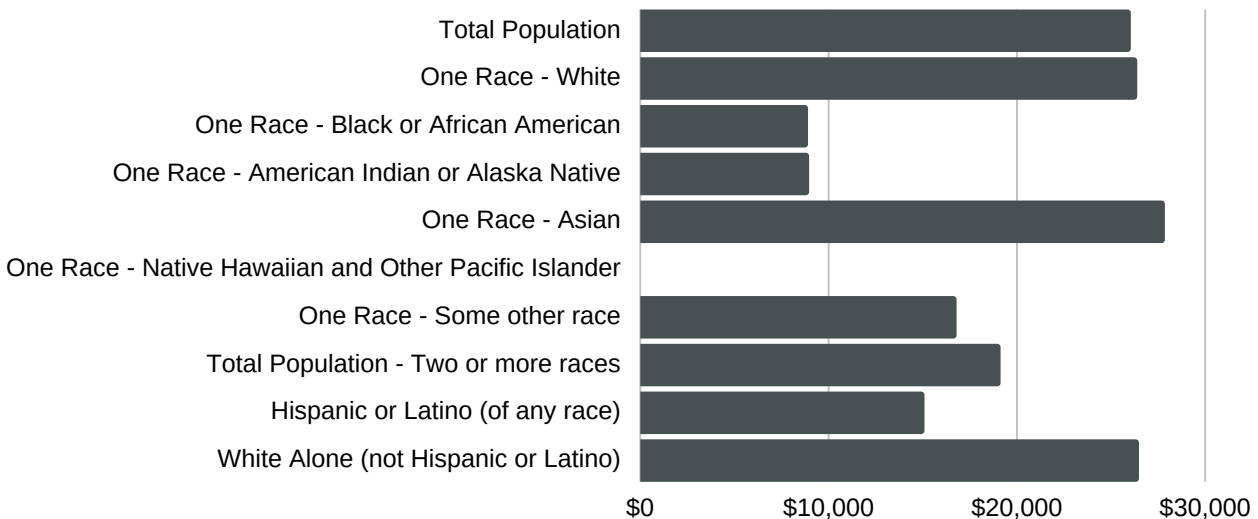 Total Population
One Race - White
One Race - Black or African American
One Race - American Indian or Alaska Native
One Race - Asian
One Race - Native Hawaiian and Other Pacific Islander
One Race - Some other race
Total Population - Two or more races
Hispanic or Latino (of any race)
White Alone (not Hispanic or Latino)
$0 $10,000 $20,000 $30,000